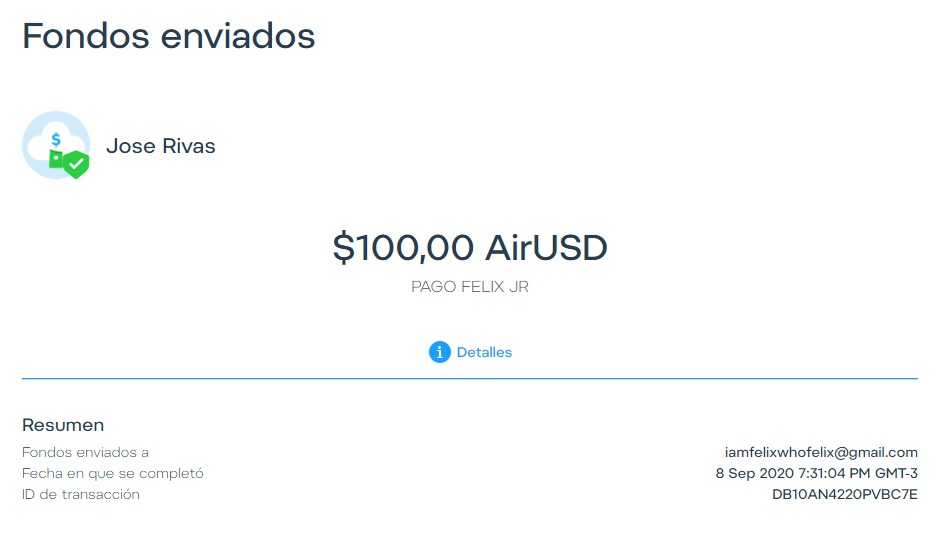 Fondos enviados
$
Jose Rivas
$100,00 AirUSD
PAGO FELIX JR
i Detalles
Resumen
Fondos enviados a iamfelixwhofelix@gmail.com
Fecha en que se completó 8 Sep 2020 7:31:04 PM GMT-3
ID de transacción DB10AN4220PVBC7E